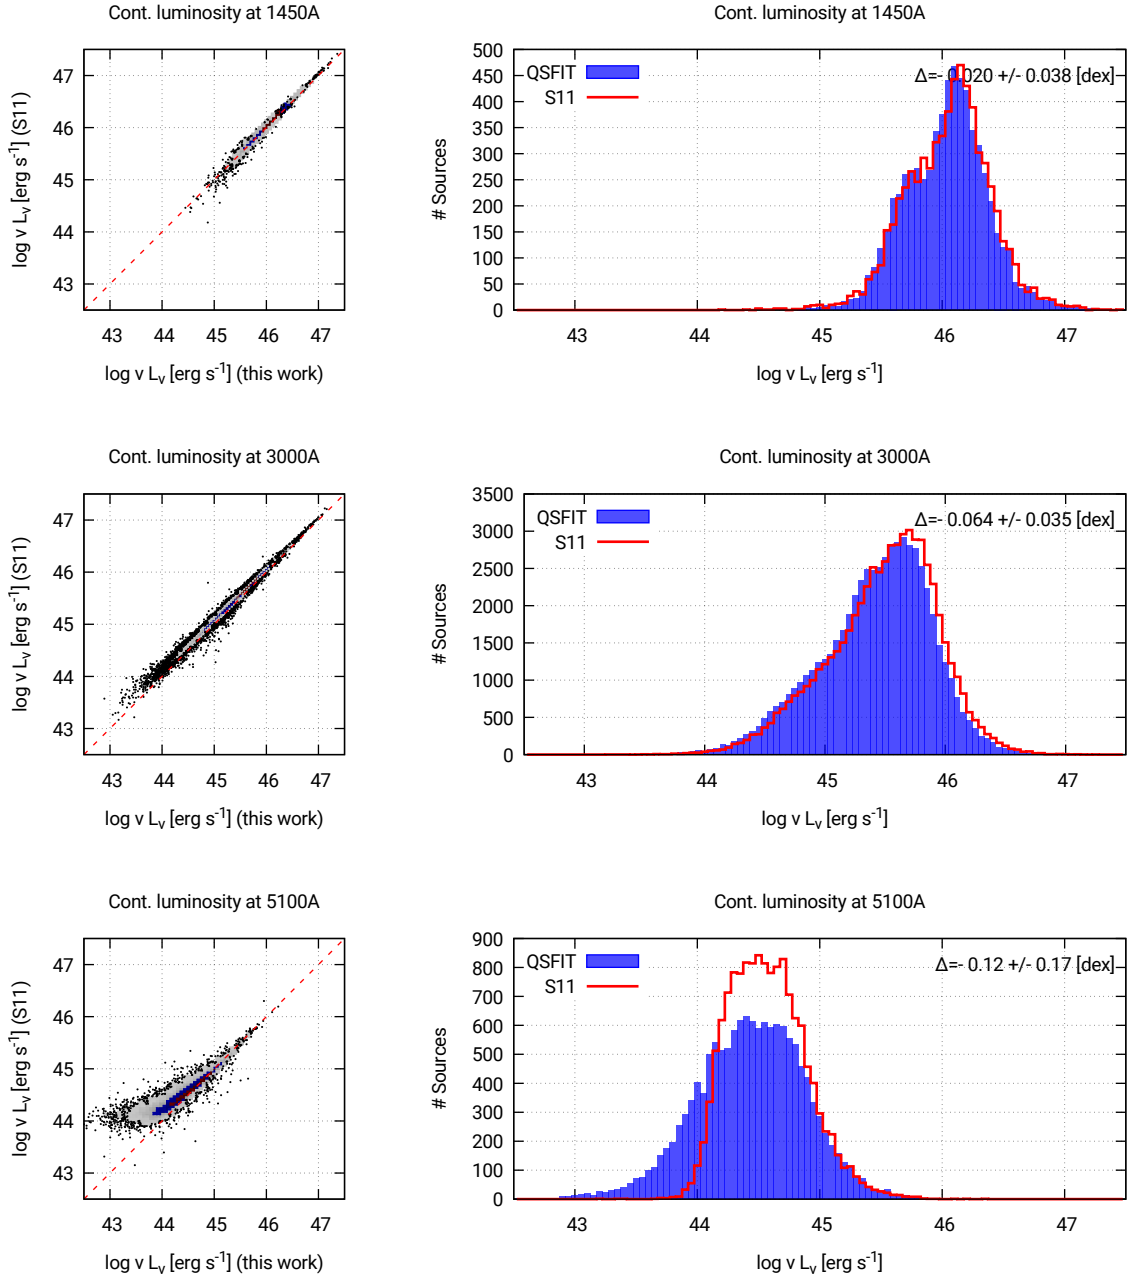 Cont. luminosity at 1450A
47
46
45
44
43
43 44 45 46 47
log ν Lν [erg s⁻¹] (S11)
log ν Lν [erg s⁻¹] (this work)
Cont. luminosity at 1450A
QSFIT
S11
Δ=- 0.020 +/- 0.038 [dex]
500
450
400
350
300
250
200
150
100
50
0
43 44 45 46 47
# Sources
log ν Lν [erg s⁻¹]
Cont. luminosity at 3000A
47
46
45
44
43
43 44 45 46 47
log ν Lν [erg s⁻¹] (S11)
log ν Lν [erg s⁻¹] (this work)
Cont. luminosity at 3000A
QSFIT
S11
Δ=- 0.064 +/- 0.035 [dex]
3500
3000
2500
2000
1500
1000
500
0
43 44 45 46 47
# Sources
log ν Lν [erg s⁻¹]
Cont. luminosity at 5100A
47
46
45
44
43
43 44 45 46 47
log ν Lν [erg s⁻¹] (S11)
log ν Lν [erg s⁻¹] (this work)
Cont. luminosity at 5100A
QSFIT
S11
Δ=- 0.12 +/- 0.17 [dex]
900
800
700
600
500
400
300
200
100
0
43 44 45 46 47
# Sources
log ν Lν [erg s⁻¹]